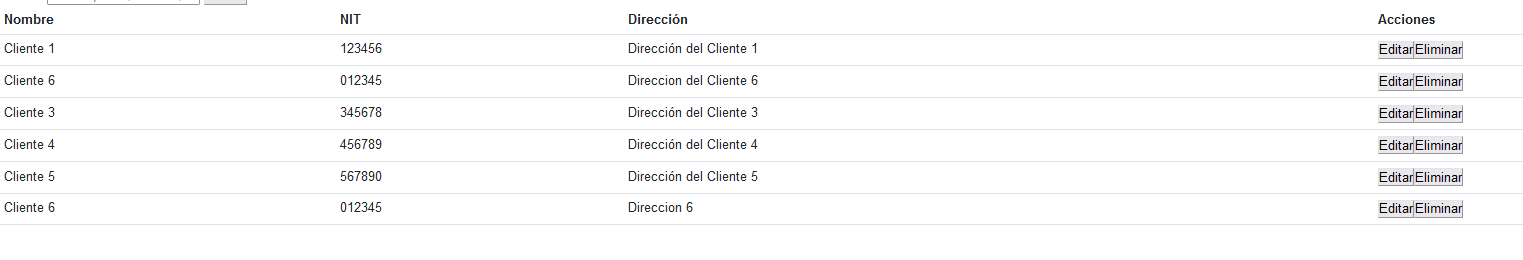 Nombre NIT Dirección Acciones
Cliente 1 123456 Dirección del Cliente 1 Editar Eliminar
Cliente 6 012345 Direccion del Cliente 6 Editar Eliminar
Cliente 3 345678 Dirección del Cliente 3 Editar Eliminar
Cliente 4 456789 Dirección del Cliente 4 Editar Eliminar
Cliente 5 567890 Dirección del Cliente 5 Editar Eliminar
Cliente 6 012345 Direccion 6 Editar Eliminar